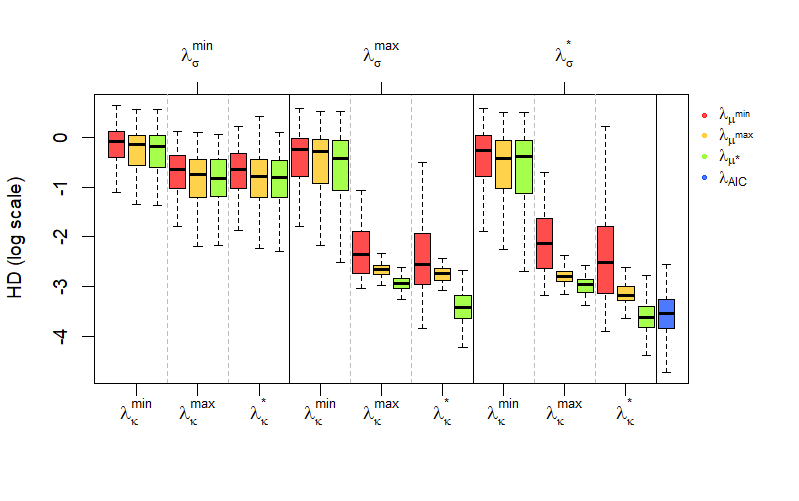 λσmin λσmax λσ*
λμmin
λμmax
λμ*
λAIC
HD (log scale)
0
-1
-2
-3
-4
λκmin λκmax λκ* λκmin λκmax λκ* λκmin λκmax λκ*